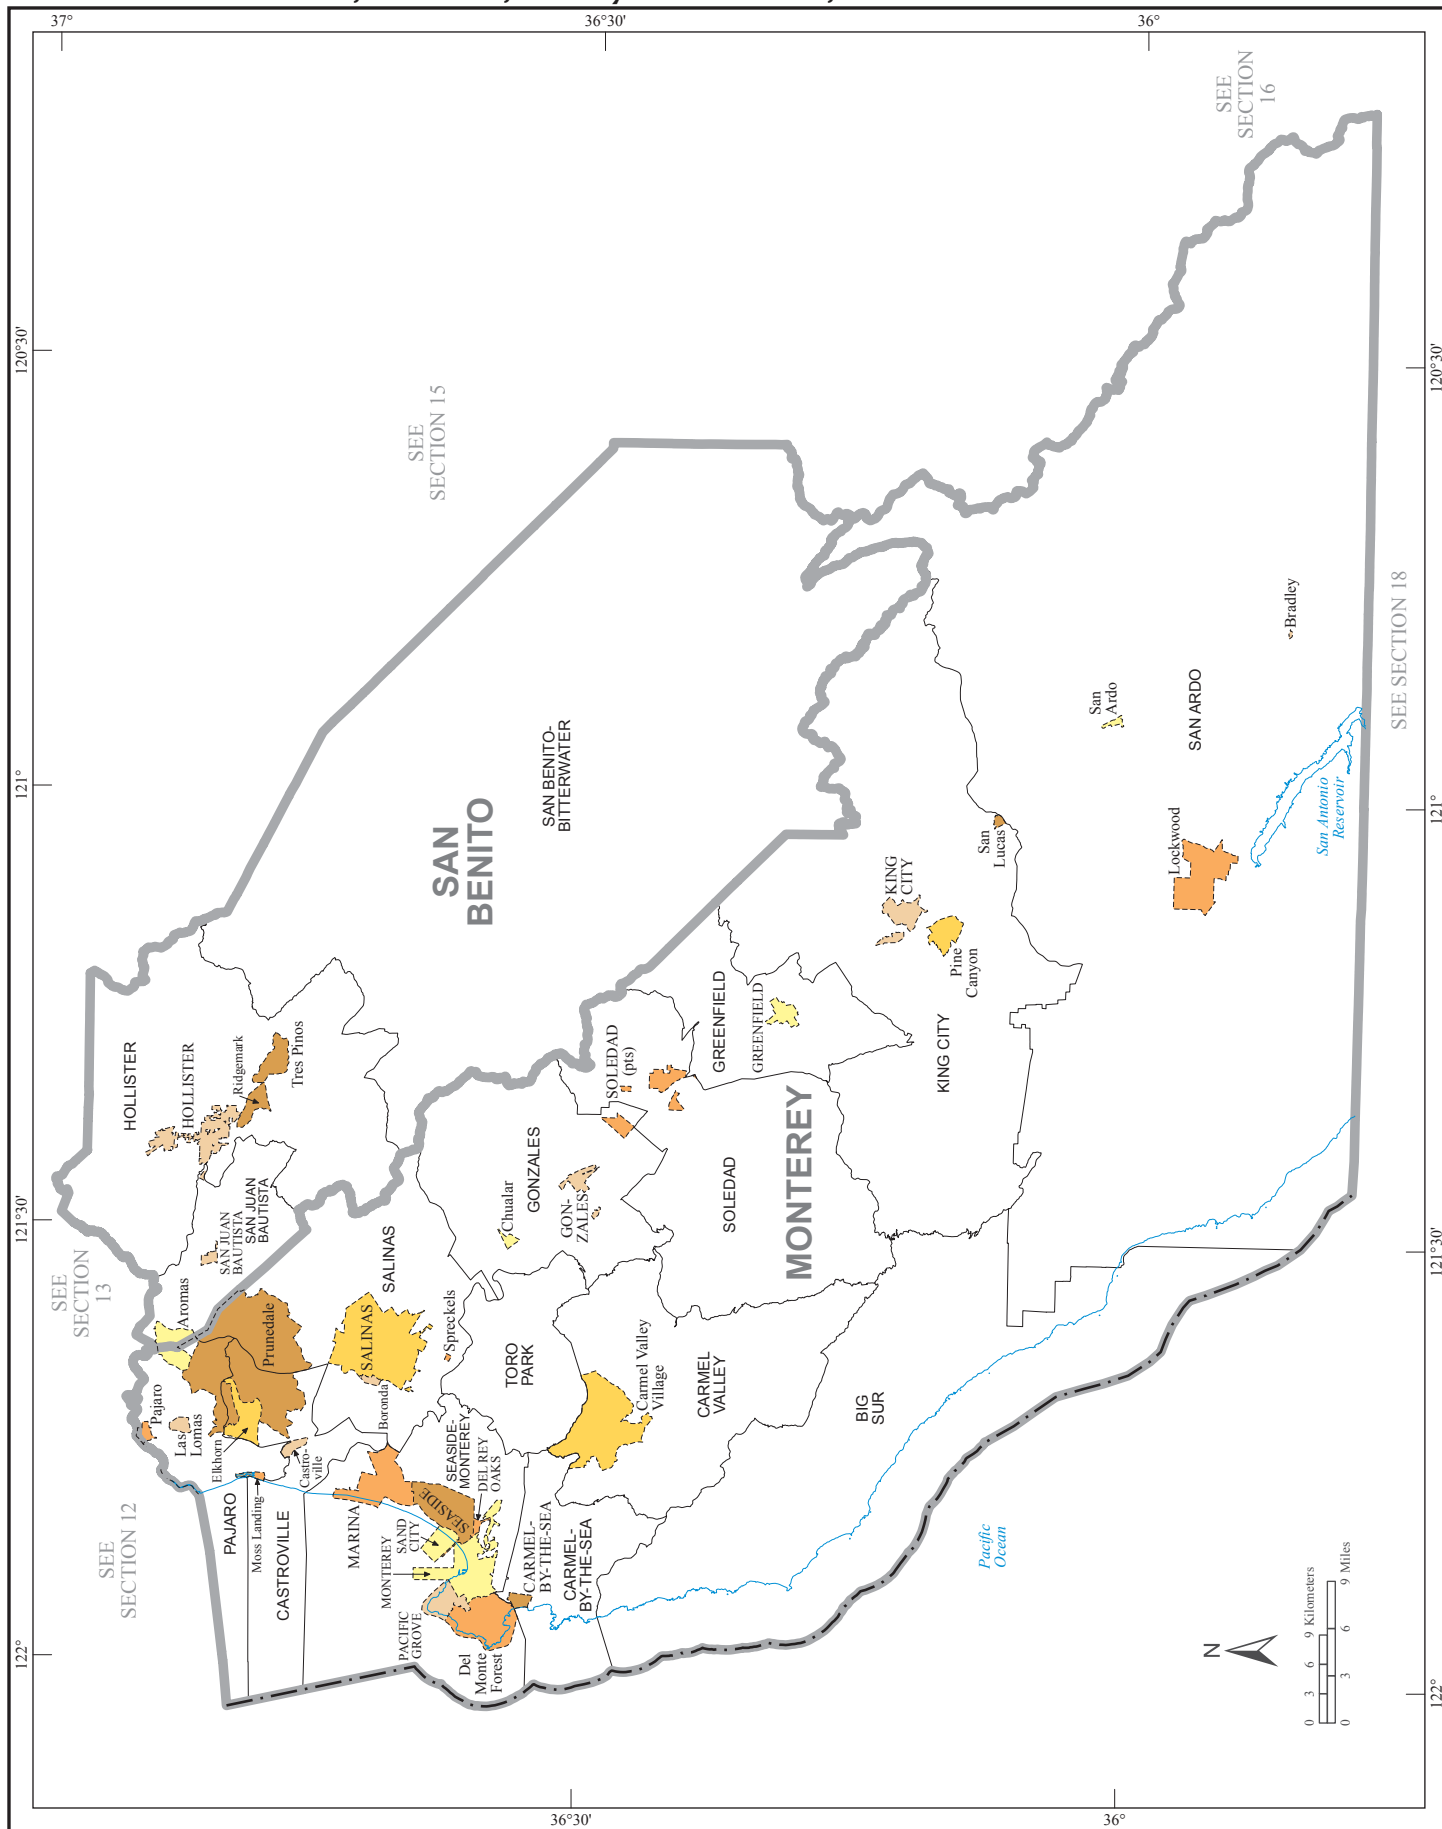 37°
36°30'
36°
120°30'
121°
121°30'
122°
120°30'
121°
121°30'
122°
36°30'
36°
SEE
SECTION
16
SEE
SECTION 15
SEE
SECTION
13
SEE
SECTION 12
SEE SECTION 18
SAN
BENITO
SAN BENITO-
BITTERWATER
HOLLISTER
HOLLISTER
Ridgemark
Tres Pinos
SAN JUAN
BAUTISTA
SAN JUAN
BAUTISTA
Aromas
MONTEREY
Pajaro
Las
Lomas
Elkhorn
Prunedale
PAJARO
Moss Landing
Castro-
ville
CASTROVILLE
SALINAS
SALINAS
Boronda
Spreckels
MARINA
SEASIDE-
MONTEREY
SEASIDE
DEL REY
OAKS
SAND
CITY
MONTEREY
PACIFIC
GROVE
Del
Monte
Forest
CARMEL-
BY-THE-SEA
CARMEL-
BY-THE-SEA
TORO
PARK
Carmel Valley
Village
CARMEL
VALLEY
BIG
SUR
Chualar
GONZALES
GON-
ZALES
SOLEDAD
(pts)
SOLEDAD
GREENFIELD
GREENFIELD
KING
CITY
Pine
Canyon
KING CITY
San
Lucas
San
Ardo
SAN ARDO
Bradley
Lockwood
San Antonio
Reservoir
Pacific
Ocean
N
0 3 6 9 Kilometers
0 3 6 9 Miles